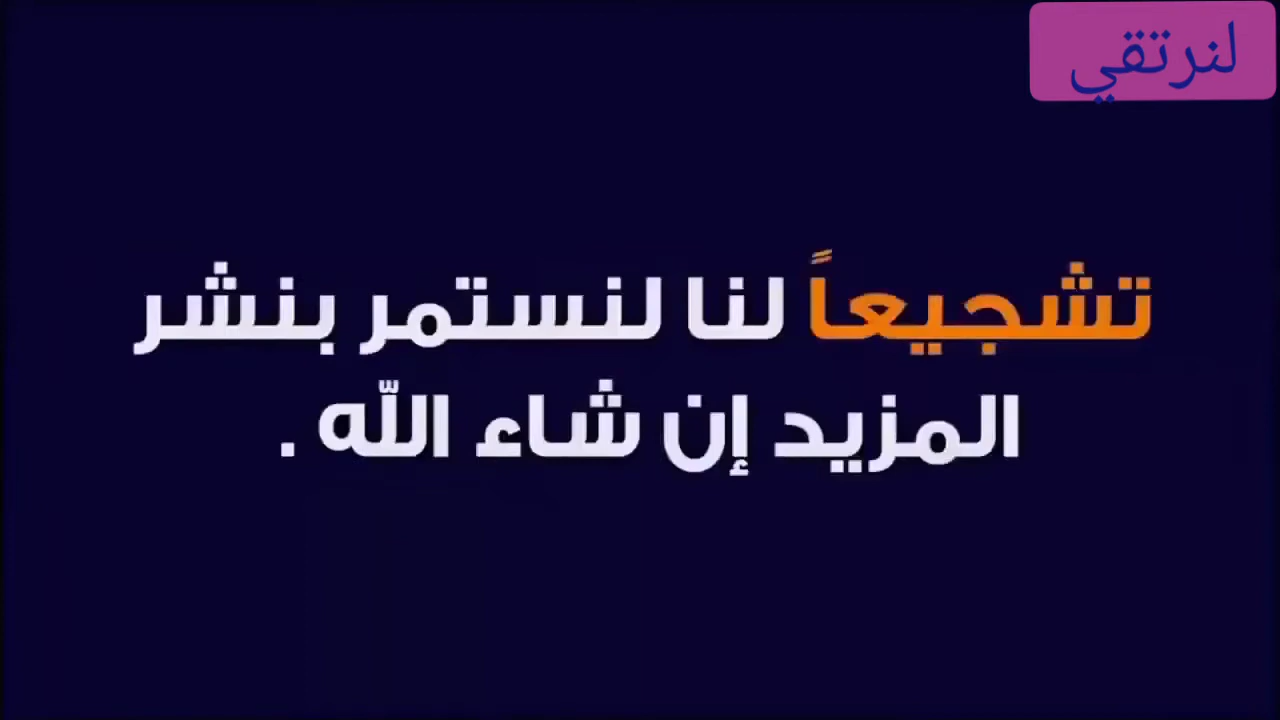 لنرتقي
تشجيعاً لنا لنستمر بنشر
المزيد إن شاء الله .